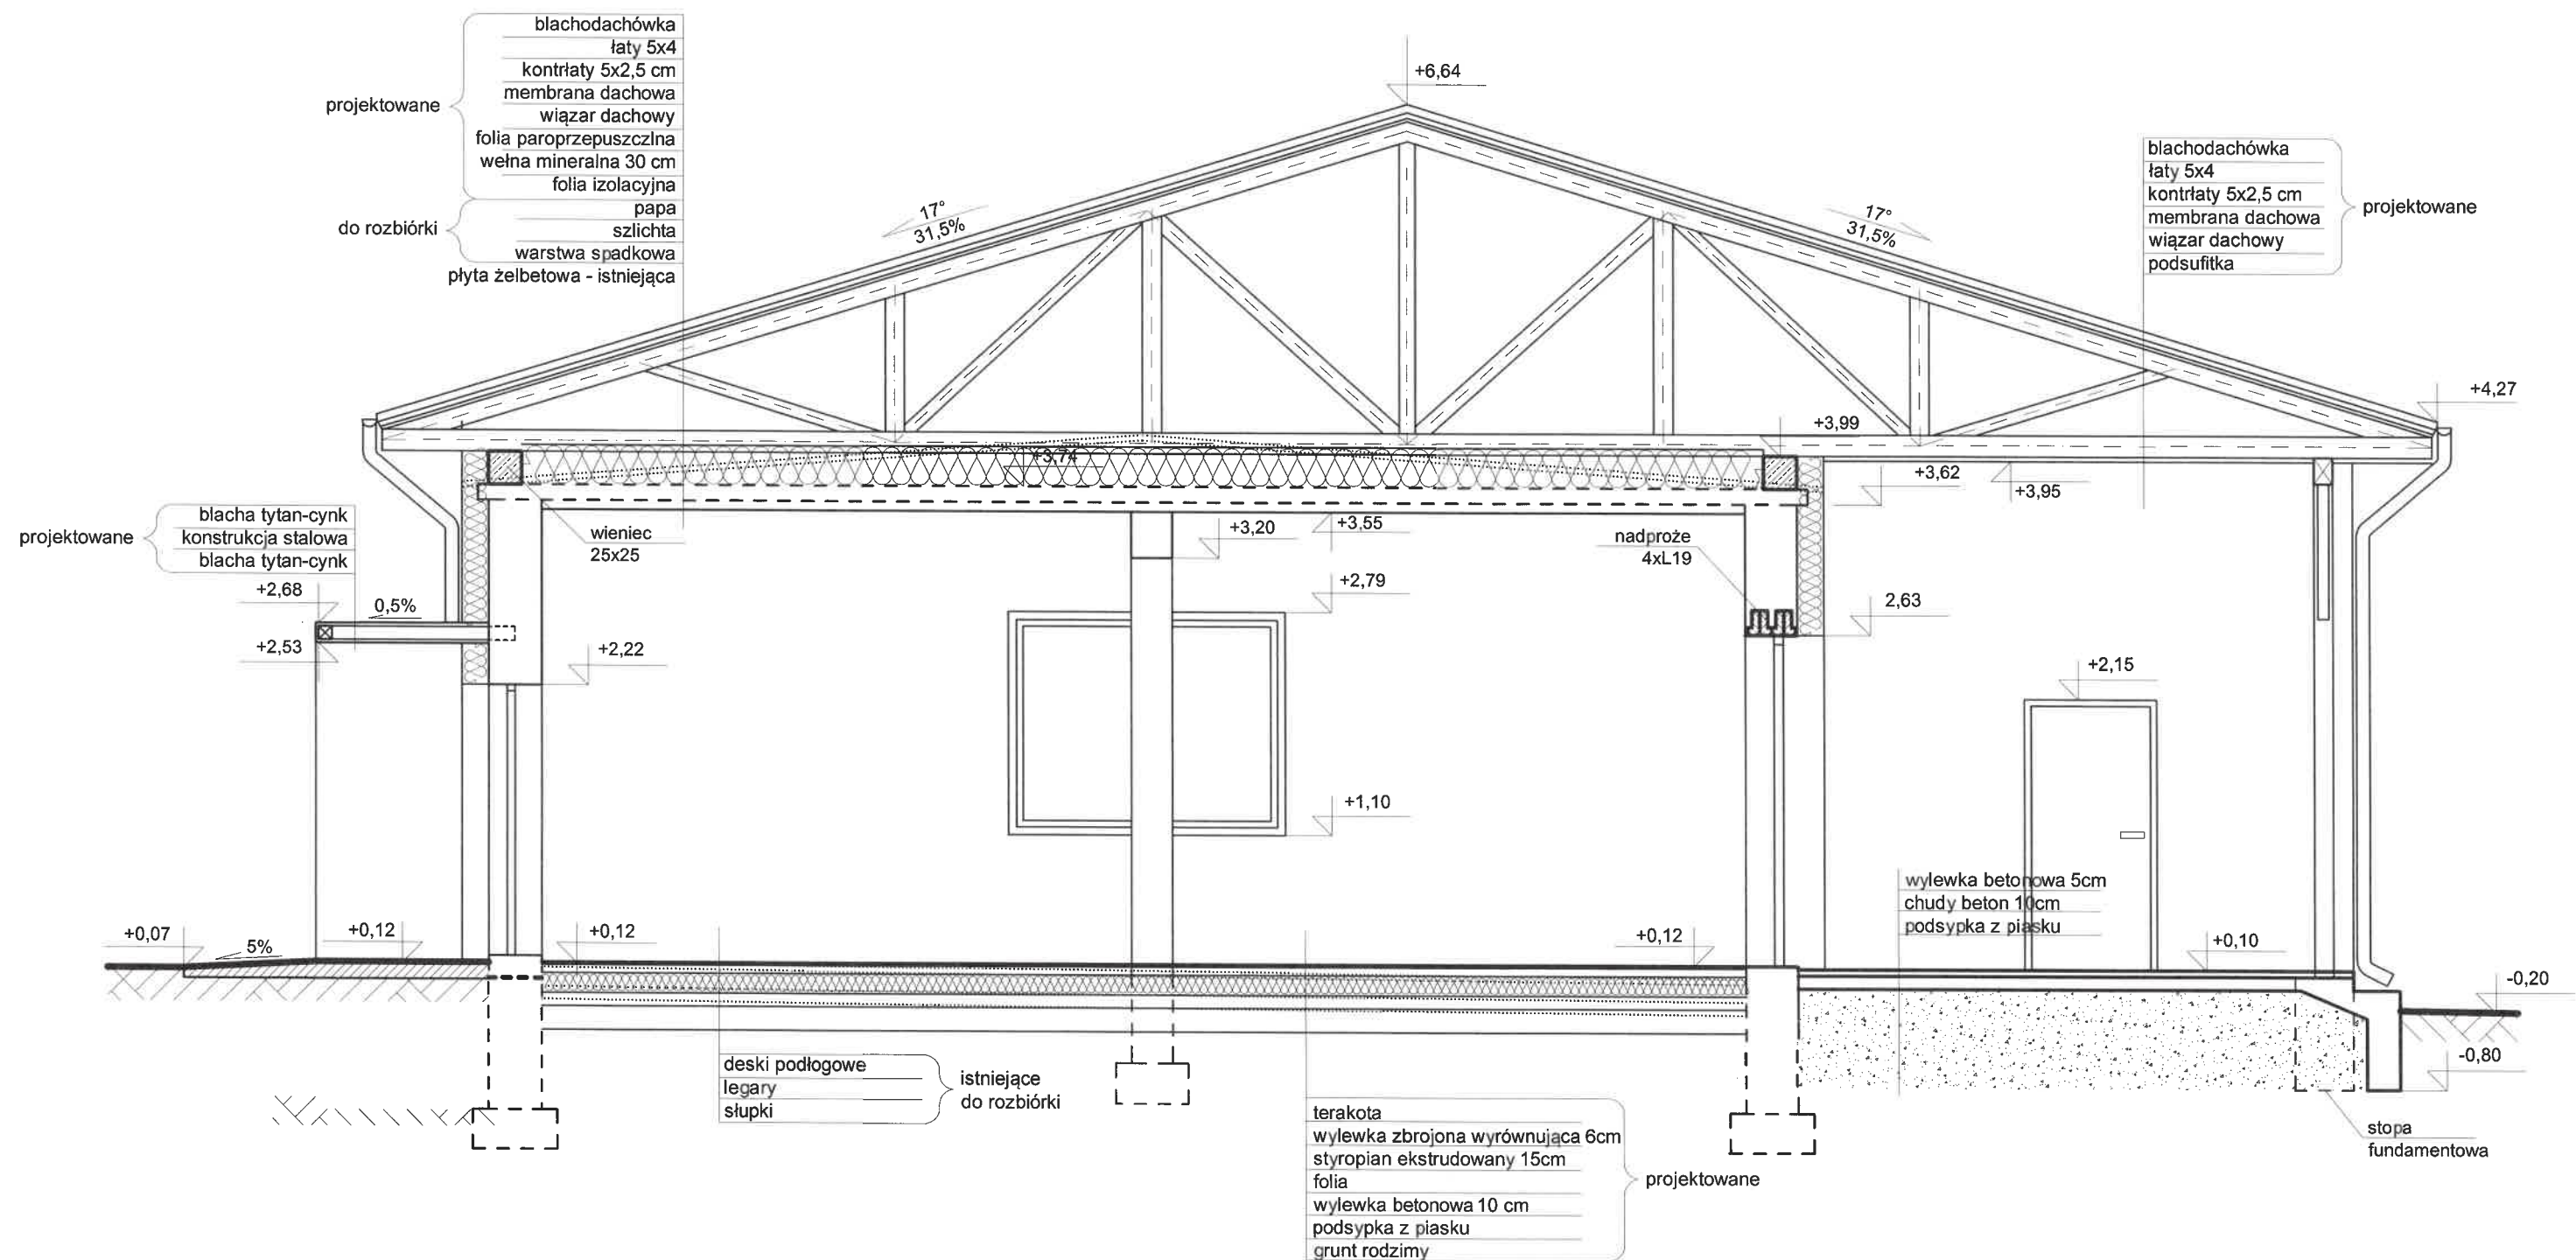 blachodachówka
łaty 5x4
kontrłaty 5x2,5 cm
membrana dachowa
wiązar dachowy
folia paroprzepuszczlna
wełna mineralna 30 cm
folia izolacyjna
projektowane
papa
szlichta
warstwa spadkowa
do rozbiórki
płyta żelbetowa - istniejąca
+6,64
17°
31,5%
17°
31,5%
blachodachówka
łaty 5x4
kontrłaty 5x2,5 cm
membrana dachowa
wiązar dachowy
podsufitka
projektowane
+4,27
+3,99
+3,74
+3,62
+3,95
projektowane
blacha tytan-cynk
konstrukcja stalowa
blacha tytan-cynk
wieniec
25x25
+3,20
+3,55
nadproże
4xL19
+2,68
0,5%
+2,79
2,63
+2,53
+2,22
+2,15
+1,10
wylewka betonowa 5cm
chudy beton 10cm
podsypka z piasku
+0,07
5%
+0,12
+0,12
+0,12
+0,10
-0,20
-0,80
deski podłogowe
legary
słupki
istniejące
do rozbiórki
terakota
wylewka zbrojona wyrównująca 6cm
styropian ekstrudowany 15cm
folia
wylewka betonowa 10 cm
podsypka z piasku
grunt rodzimy
projektowane
stopa
fundamentowa